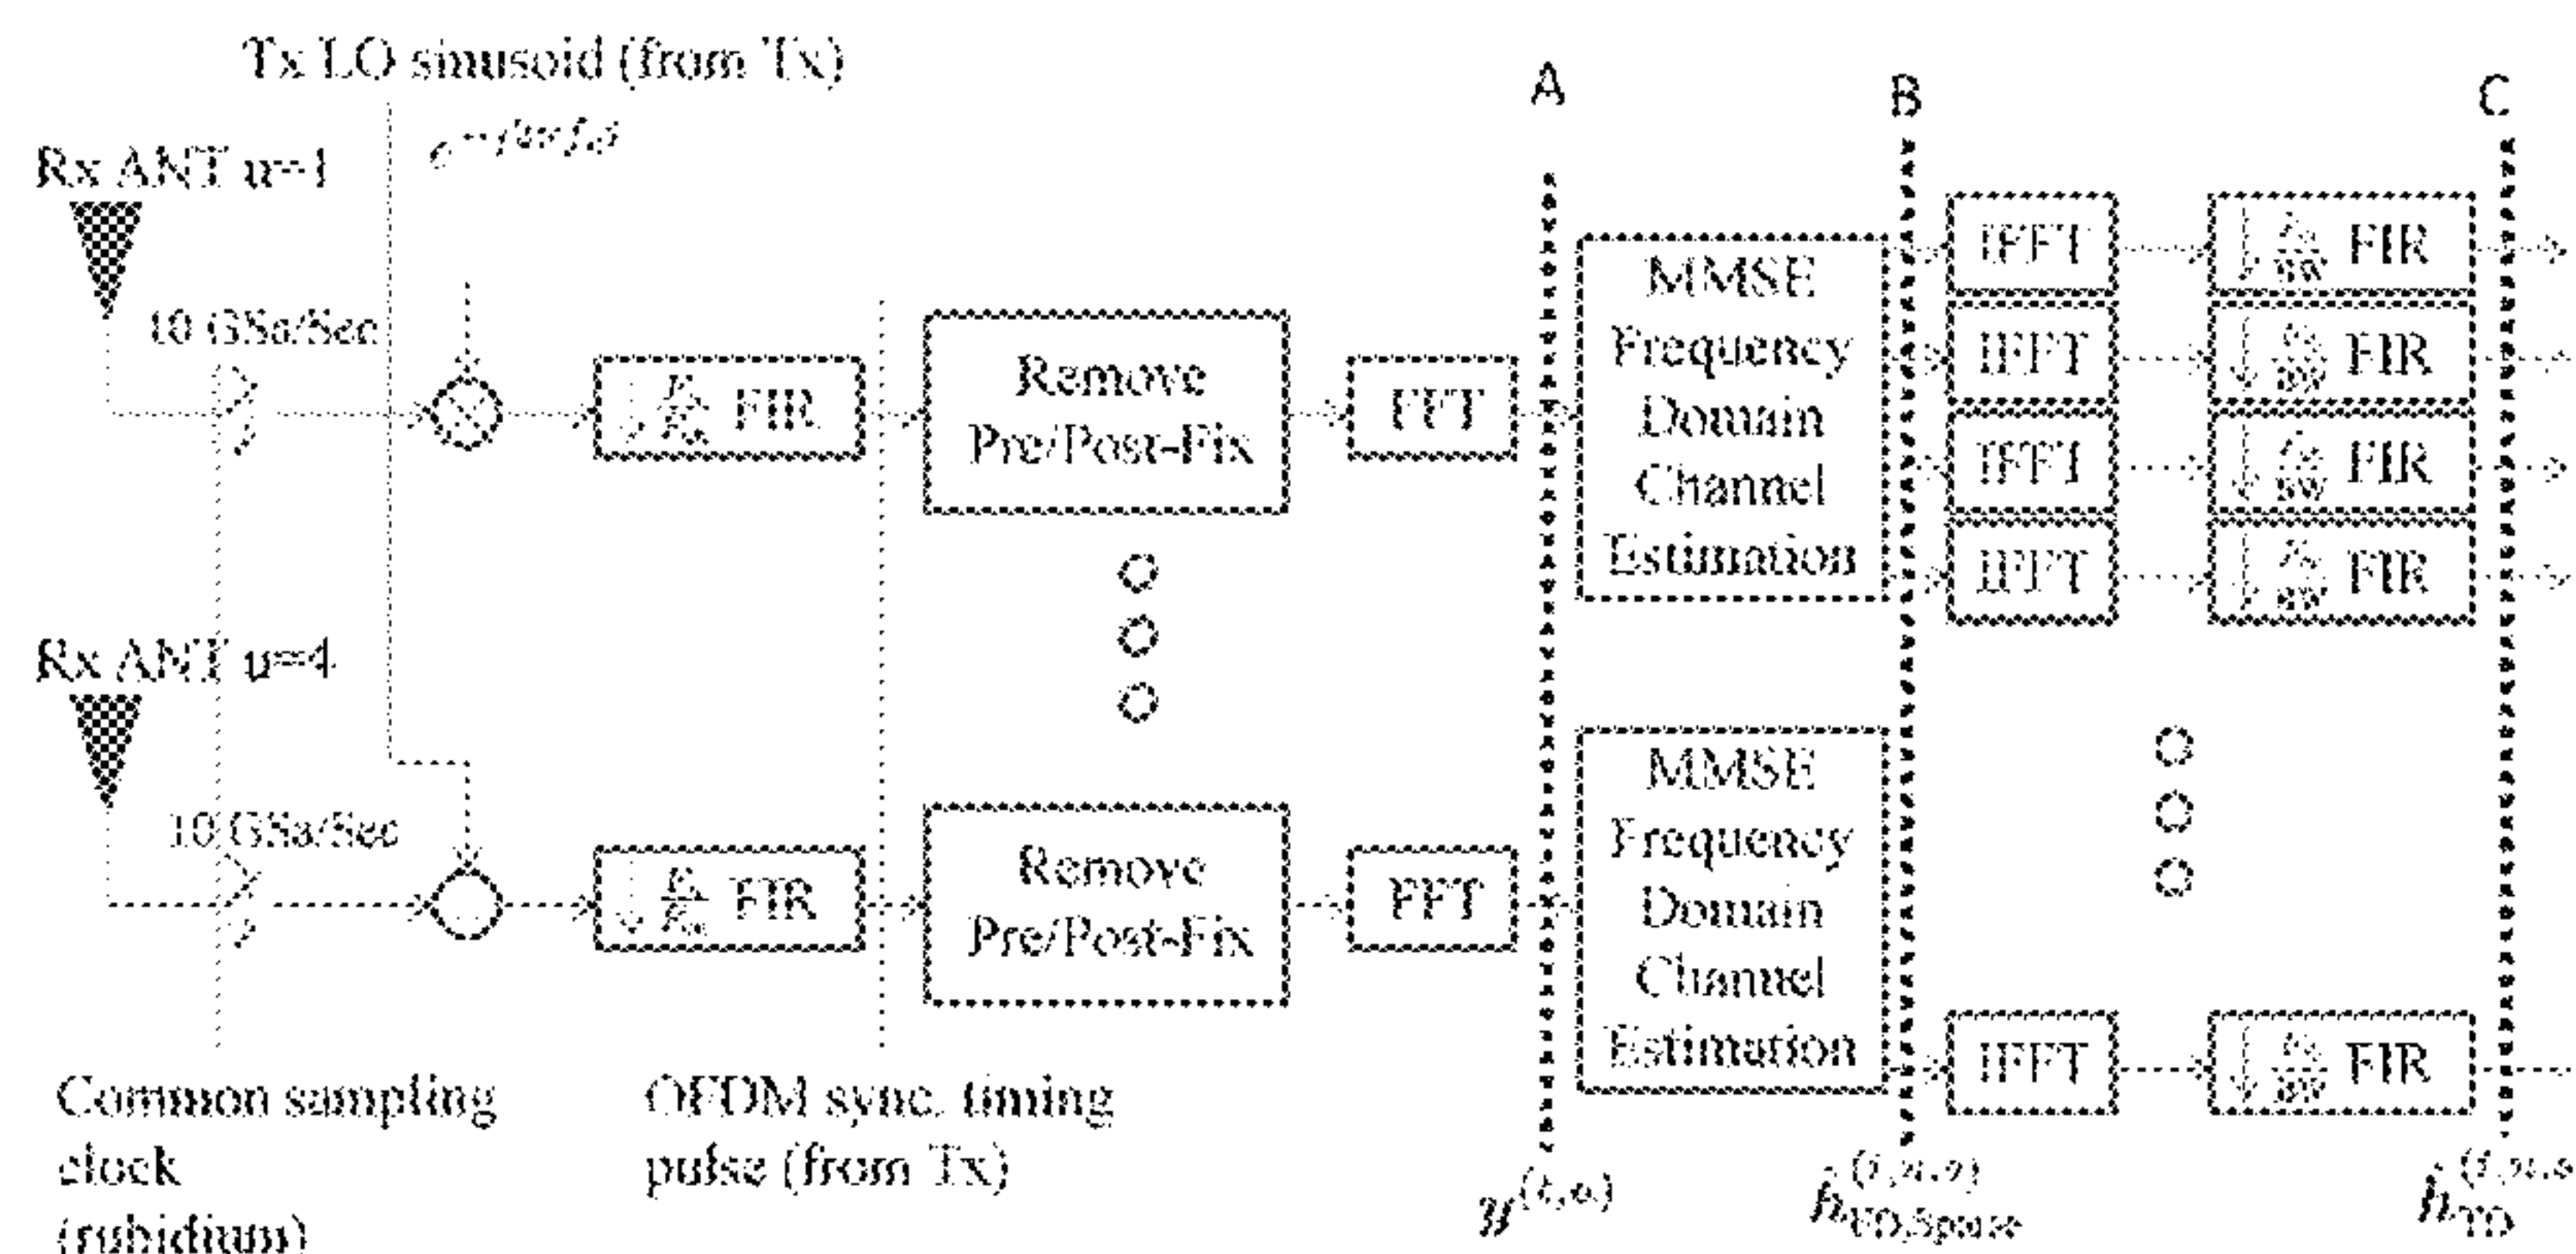 Tx LO sinusoid (from Tx)
A
B
C
Rx ANT u=1
10 GSa/Sec
FIR
Remove
Pre/Post-Fix
FFT
MMSE
Frequency
Domain
Channel
Estimation
IFFT
FIR
IFFT
FIR
IFFT
FIR
IFFT
FIR
Rx ANT u=4
10 GSa/Sec
FIR
Remove
Pre/Post-Fix
FFT
MMSE
Frequency
Domain
Channel
Estimation
IFFT
FIR
Common sampling
clock
(rubidium)
OFDM sync. timing
pulse (from Tx)